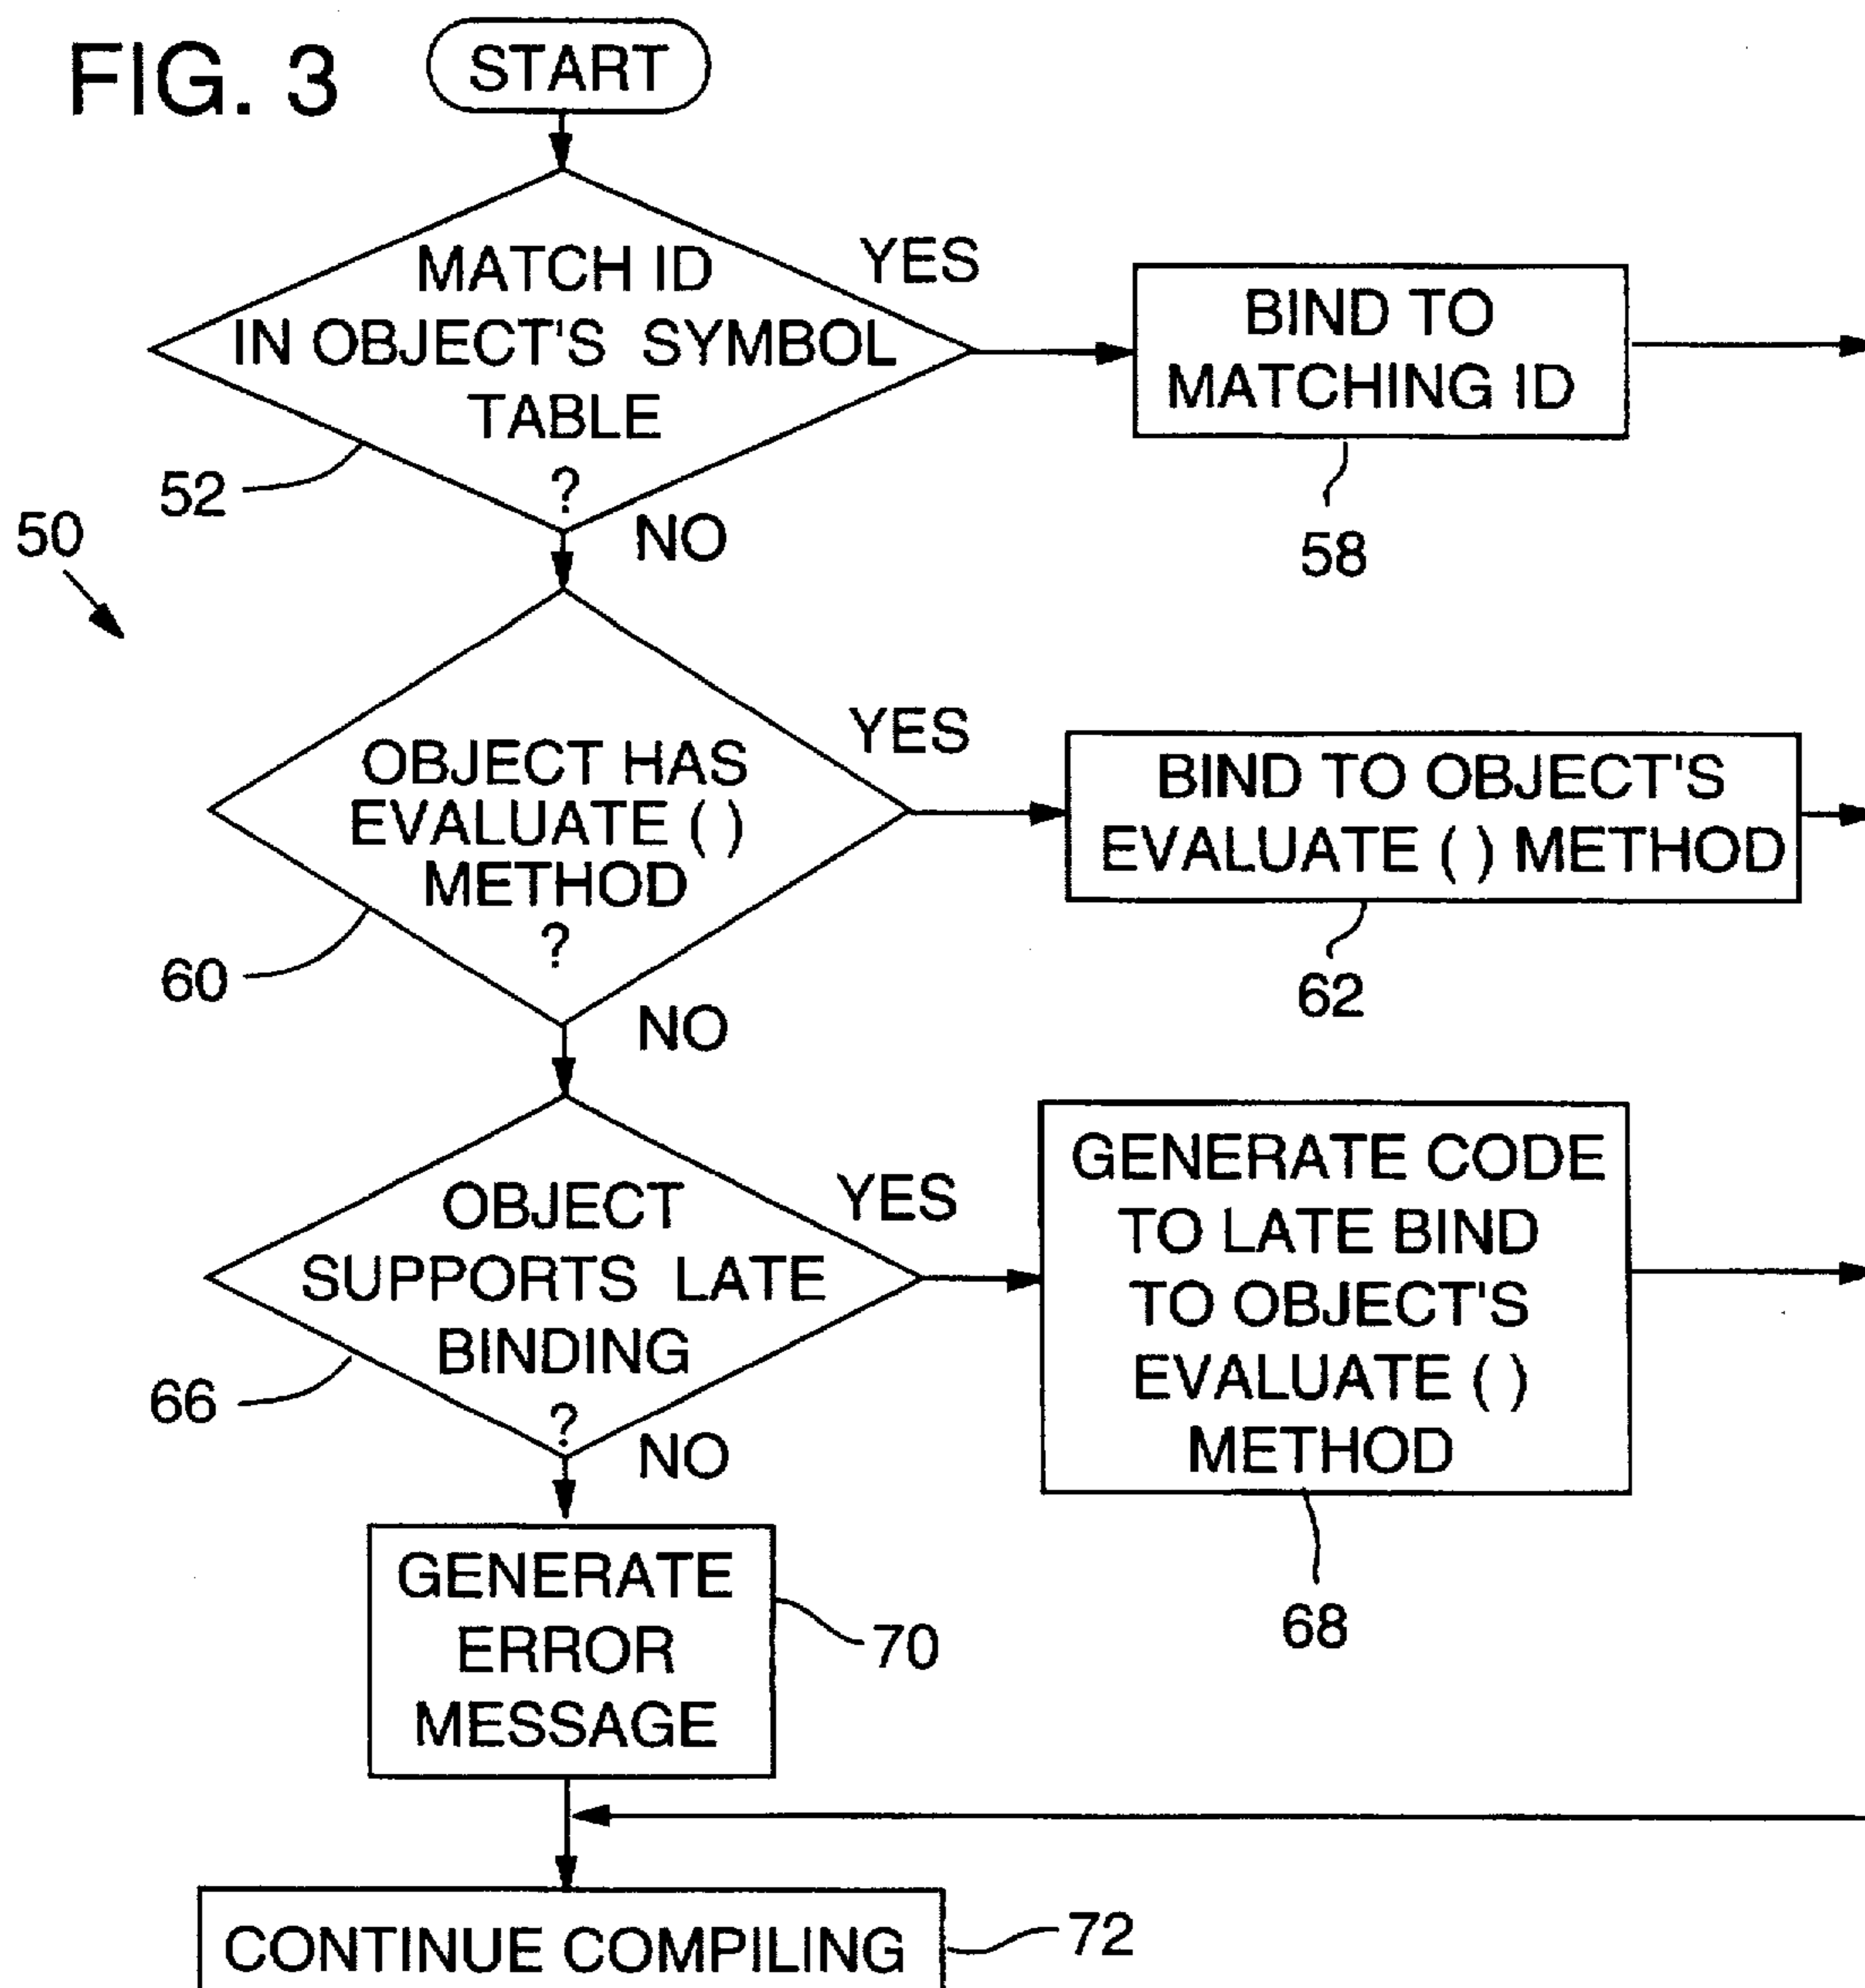 FIG. 3
START
MATCH ID
IN OBJECT'S SYMBOL
TABLE
?
YES
BIND TO
MATCHING ID
52
58
NO
50
OBJECT HAS
EVALUATE ( )
METHOD
?
YES
BIND TO OBJECT'S
EVALUATE ( ) METHOD
60
62
NO
OBJECT
SUPPORTS LATE
BINDING
?
YES
GENERATE CODE
TO LATE BIND
TO OBJECT'S
EVALUATE ( )
METHOD
66
68
NO
GENERATE
ERROR
MESSAGE
70
CONTINUE COMPILING
72